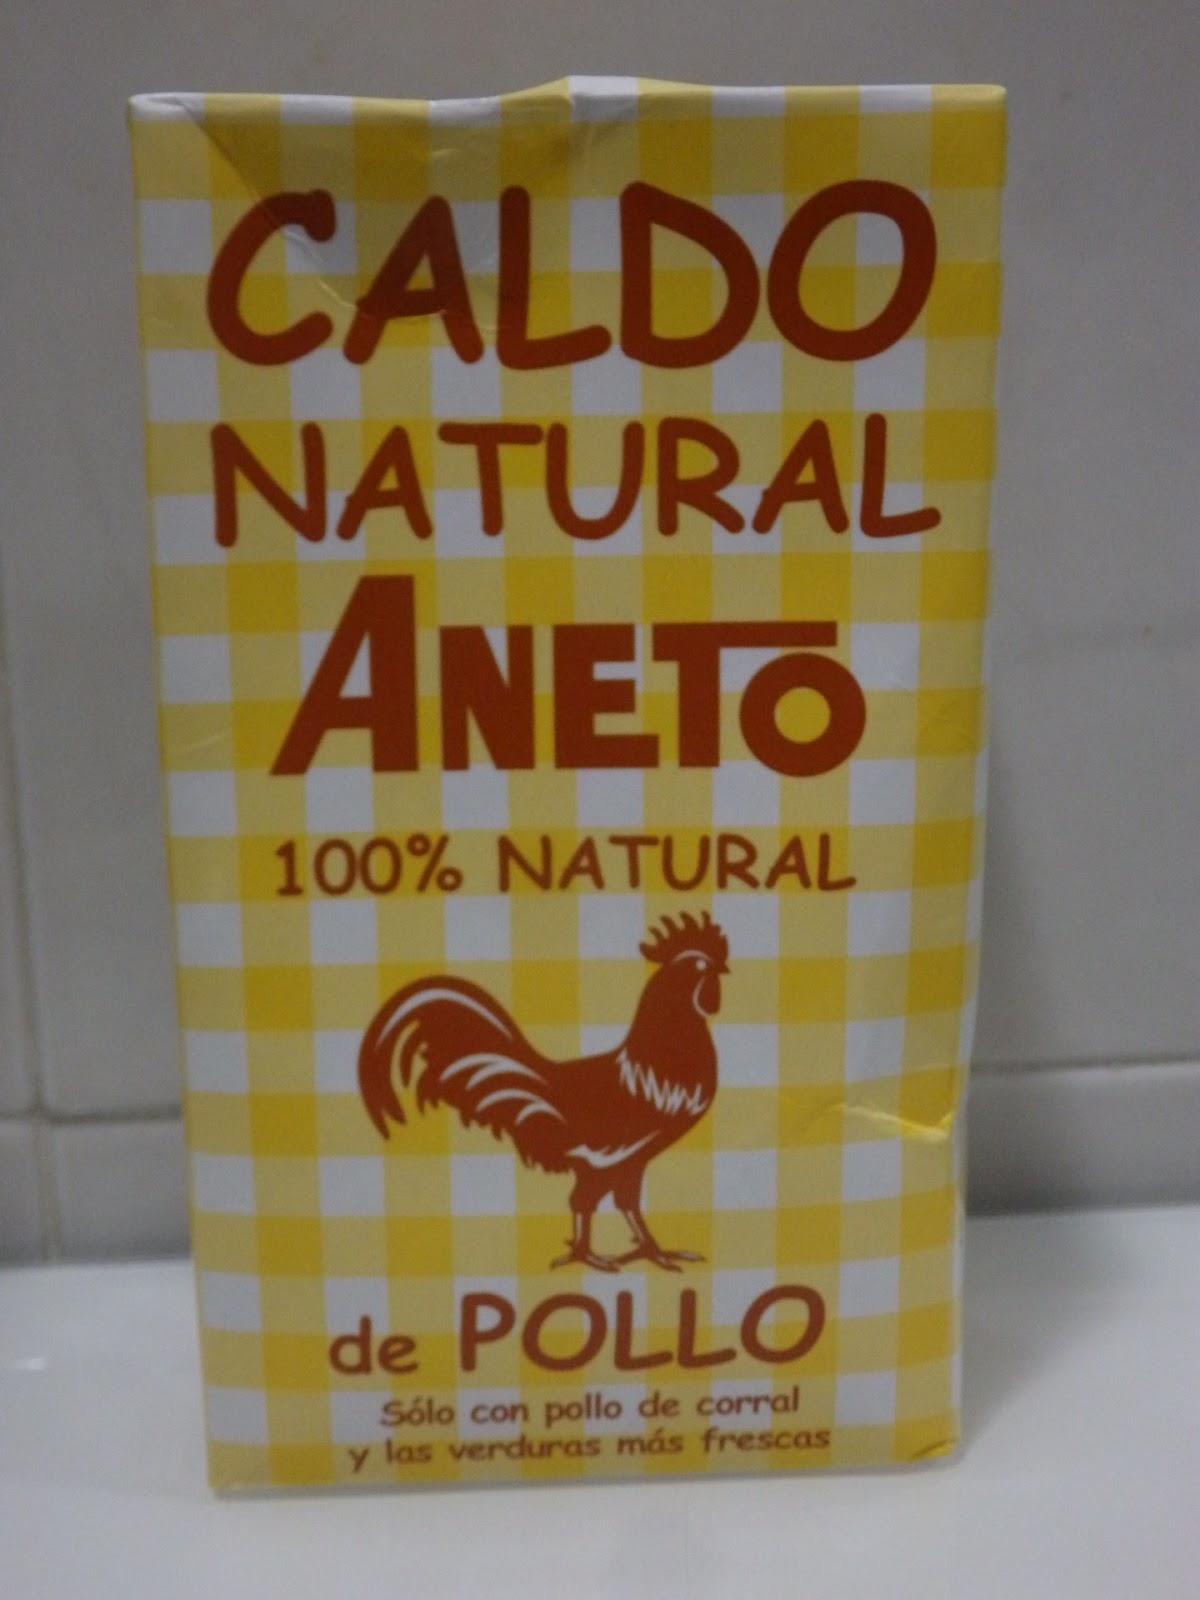 CALDO
NATURAL
ANETO
100% NATURAL
de POLLO
Sólo con pollo de corral
y las verduras más frescas